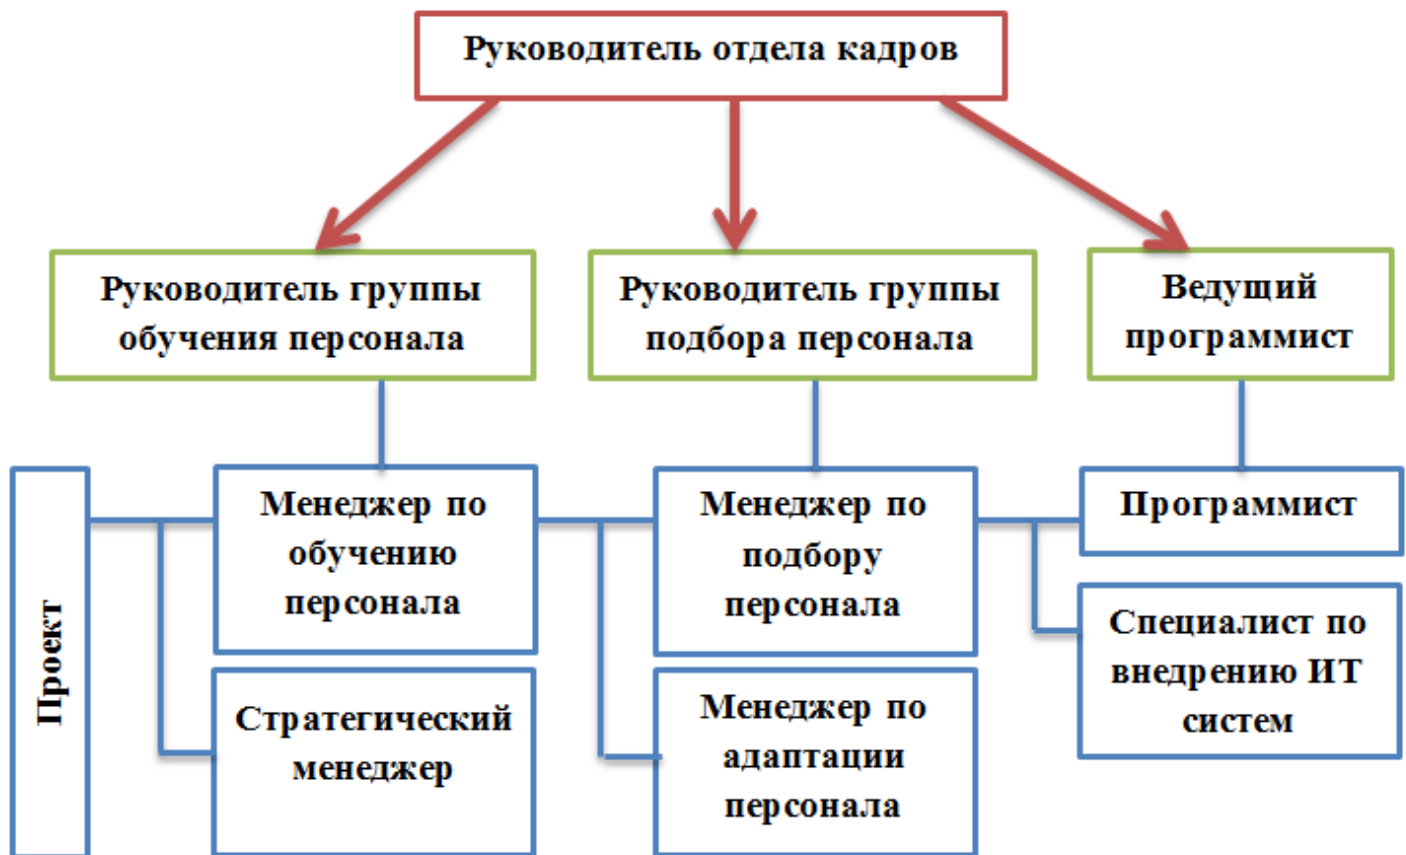 Руководитель отдела кадров
Руководитель группы
обучения персонала
Руководитель группы
подбора персонала
Ведущий
программист
Проект
Менеджер по
обучению
персонала
Менеджер по
подбору
персонала
Программист
Стратегический
менеджер
Менеджер по
адаптации
персонала
Специалист по
внедрению ИТ
систем